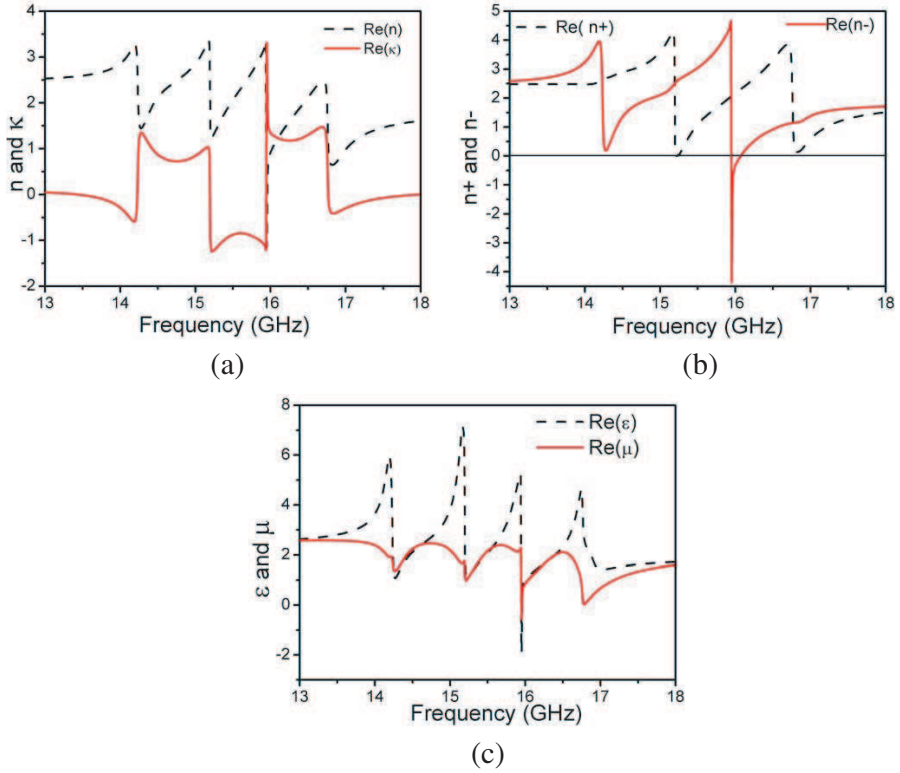 Re(n)
Re(κ)
4
3
2
1
0
-1
-2
n and κ
13 14 15 16 17 18
Frequency (GHz)
(a)
Re( n+)
Re(n-)
5
4
3
2
1
0
-1
-2
-3
-4
n+ and n-
13 14 15 16 17 18
Frequency (GHz)
(b)
Re(ε)
Re(μ)
8
6
4
2
0
-2
ε and μ
13 14 15 16 17 18
Frequency (GHz)
(c)